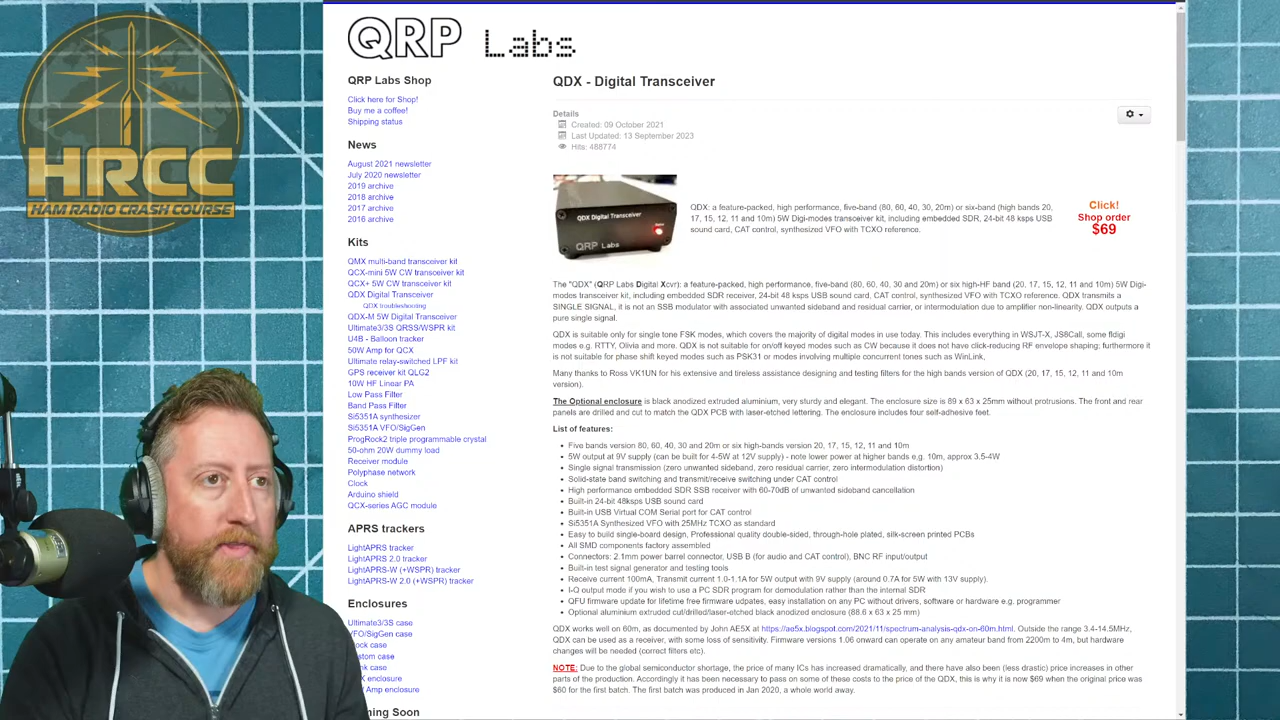 HRCC
HAM RADIO CRASH COURSE
QRP Labs
QRP Labs Shop
Click here for Shop!
Buy me a coffee!
Shipping status
News
August 2021 newsletter
July 2020 newsletter
2019 archive
2018 archive
2017 archive
2016 archive
Kits
QMX multi-band transceiver kit
QCX-mini 5W CW transceiver kit
QCX+ 5W CW transceiver kit
QDX Digital Transceiver
QDX troubleshooting
QDX-M 5W Digital Transceiver
Ultimate3/3S QRSS/WSPR kit
U4B - Balloon tracker
50W Amp for QCX
Ultimate relay-switched LPF kit
GPS receiver kit QLG2
10W HF Linear PA
Low Pass Filter
Band Pass Filter
Si5351A synthesizer
Si5351A VFO/SigGen
ProgRock2 triple programmable crystal
50-ohm 20W dummy load
Receiver module
Polyphase network
Clock
Arduino shield
QCX-series AGC module
APRS trackers
LightAPRS tracker
LightAPRS 2.0 tracker
LightAPRS-W (+WSPR) tracker
LightAPRS-W 2.0 (+WSPR) tracker
Enclosures
Ultimate3/3S case
VFO/SigGen case
ock case
stom case
nk case
X enclosure
Amp enclosure
ming Soon
QDX - Digital Transceiver
Details
Created: 09 October 2021
Last Updated: 13 September 2023
Hits: 488774
QDX Digital Transceiver
QRP Labs
QDX: a feature-packed, high performance, five-band (80, 60, 40, 30, 20m) or six-band (high bands 20,
17, 15, 12, 11 and 10m) 5W Digi-modes transceiver kit, including embedded SDR, 24-bit 48 ksps USB
sound card, CAT control, synthesized VFO with TCXO reference.
Click!
Shop order
$69
The "QDX" (QRP Labs Digital Xcvr): a feature-packed, high performance, five-band (80, 60, 40, 30 and 20m) or six high-HF band (20, 17, 15, 12, 11 and 10m) 5W Digi-
modes transceiver kit, including embedded SDR receiver, 24-bit 48 ksps USB sound card, CAT control, synthesized VFO with TCXO reference. QDX transmits a
SINGLE SIGNAL, it is not an SSB modulator with associated unwanted sideband and residual carrier, or intermodulation due to amplifier non-linearity. QDX outputs a
pure single signal.
QDX is suitable only for single tone FSK modes, which covers the majority of digital modes in use today. This includes everything in WSJT-X, JS8Call, some fldigi
modes e.g. RTTY, Olivia and more. QDX is not suitable for on/off keyed modes such as CW because it does not have click-reducing RF envelope shaping; furthermore it
is not suitable for phase shift keyed modes such as PSK31 or modes involving multiple concurrent tones such as WinLink,
Many thanks to Ross VK1UN for his extensive and tireless assistance designing and testing filters for the high bands version of QDX (20, 17, 15, 12, 11 and 10m
version).
The Optional enclosure is black anodized extruded aluminium, very sturdy and elegant. The enclosure size is 89 x 63 x 25mm without protrusions. The front and rear
panels are drilled and cut to match the QDX PCB with laser-etched lettering. The enclosure includes four self-adhesive feet.
List of features:
• Five bands version 80, 60, 40, 30 and 20m or six high-bands version 20, 17, 15, 12, 11 and 10m
• 5W output at 9V supply (can be built for 4-5W at 12V supply) - note lower power at higher bands e.g. 10m, approx 3.5-4W
• Single signal transmission (zero unwanted sideband, zero residual carrier, zero intermodulation distortion)
• Solid-state band switching and transmit/receive switching under CAT control
• High performance embedded SDR SSB receiver with 60-70dB of unwanted sideband cancellation
• Built-in 24-bit 48ksps USB sound card
• Built-in USB Virtual COM Serial port for CAT control
• Si5351A Synthesized VFO with 25MHz TCXO as standard
• Easy to build single-board design, Professional quality double-sided, through-hole plated, silk-screen printed PCBs
• All SMD components factory assembled
• Connectors: 2.1mm power barrel connector, USB B (for audio and CAT control), BNC RF input/output
• Built-in test signal generator and testing tools
• Receive current 100mA, Transmit current 1.0-1.1A for 5W output with 9V supply (around 0.7A for 5W with 13V supply).
• I-Q output mode if you wish to use a PC SDR program for demodulation rather than the internal SDR
• QFU firmware update for lifetime free firmware udpates, easy installation on any PC without drivers, software or hardware e.g. programmer
• Optional aluminium extruded cut/drilled/laser-etched black anodized enclosure (88.6 x 63 x 25 mm)
QDX works well on 60m, as documented by John AE5X at https://ae5x.blogspot.com/2021/11/spectrum-analysis-qdx-on-60m.html. Outside the range 3.4-14.5MHz,
QDX can be used as a receiver, with some loss of sensitivity. Firmware versions 1.06 onward can operate on any amateur band from 2200m to 4m, but hardware
changes will be needed (correct filters etc).
NOTE: Due to the global semiconductor shortage, the price of many ICs has increased dramatically, and there have also been (less drastic) price increases in other
parts of the production. Accordingly it has been necessary to pass on some of these costs to the price of the QDX, this is why it is now $69 when the original price was
$60 for the first batch. The first batch was produced in Jan 2020, a whole world away.